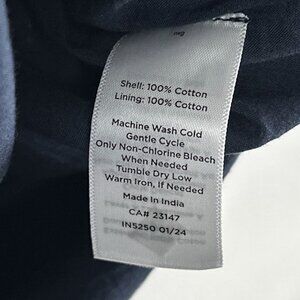 Shell: 100% Cotton
Lining: 100% Cotton
Machine Wash Cold
Gentle Cycle
Only Non-Chlorine Bleach
When Needed
Tumble Dry Low
Warm Iron, If Needed
Made in India
CA# 23147
IN5250 01/24